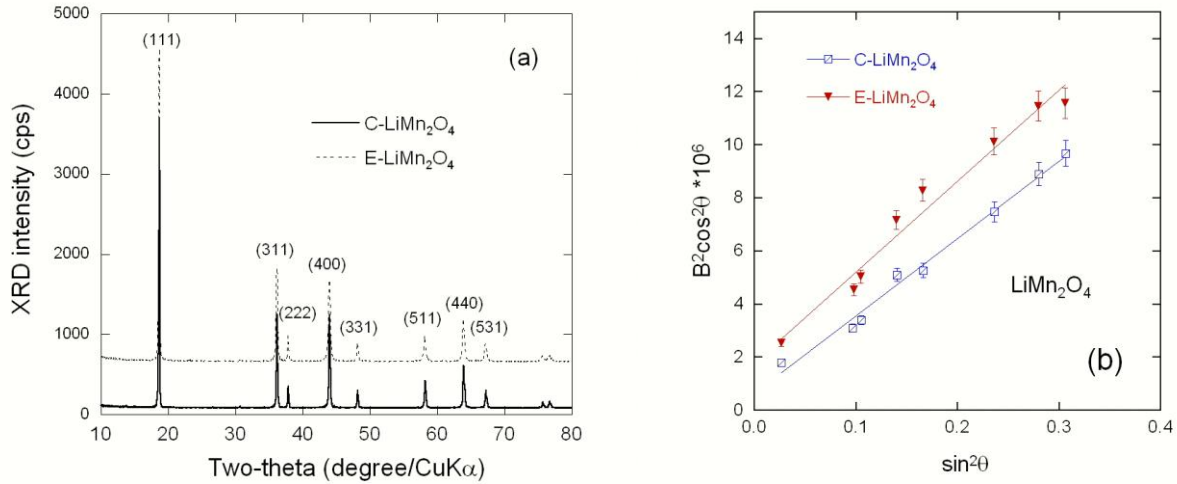 5000
4000
3000
2000
1000
0
10 20 30 40 50 60 70 80
XRD intensity (cps)
Two-theta (degree/CuKα)
(a)
C-LiMn₂O₄
E-LiMn₂O₄
(111)
(311)
(222)
(400)
(331)
(511)
(440)
(531)
14
12
10
8
6
4
2
0
0 0.1 0.2 0.3 0.4
B²cos²θ *10⁶
sin²θ
C-LiMn₂O₄
E-LiMn₂O₄
LiMn₂O₄
(b)